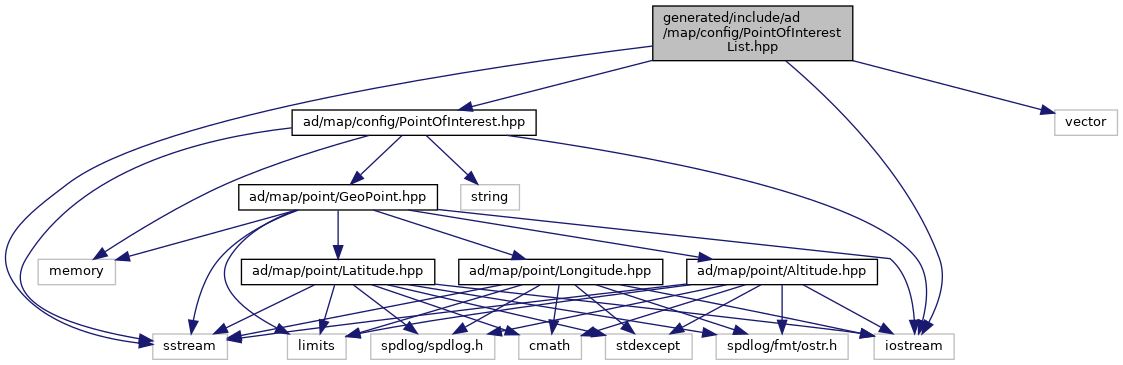 generated/include/ad
/map/config/PointOfInterest
List.hpp
ad/map/config/PointOfInterest.hpp
vector
ad/map/point/GeoPoint.hpp
string
memory
ad/map/point/Latitude.hpp
ad/map/point/Longitude.hpp
ad/map/point/Altitude.hpp
sstream
limits
spdlog/spdlog.h
cmath
stdexcept
spdlog/fmt/ostr.h
iostream